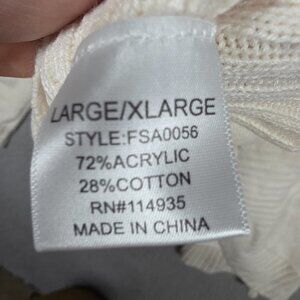 LARGE/XLARGE
STYLE:FSA0056
72%ACRYLIC
28%COTTON
RN#114935
MADE IN CHINA